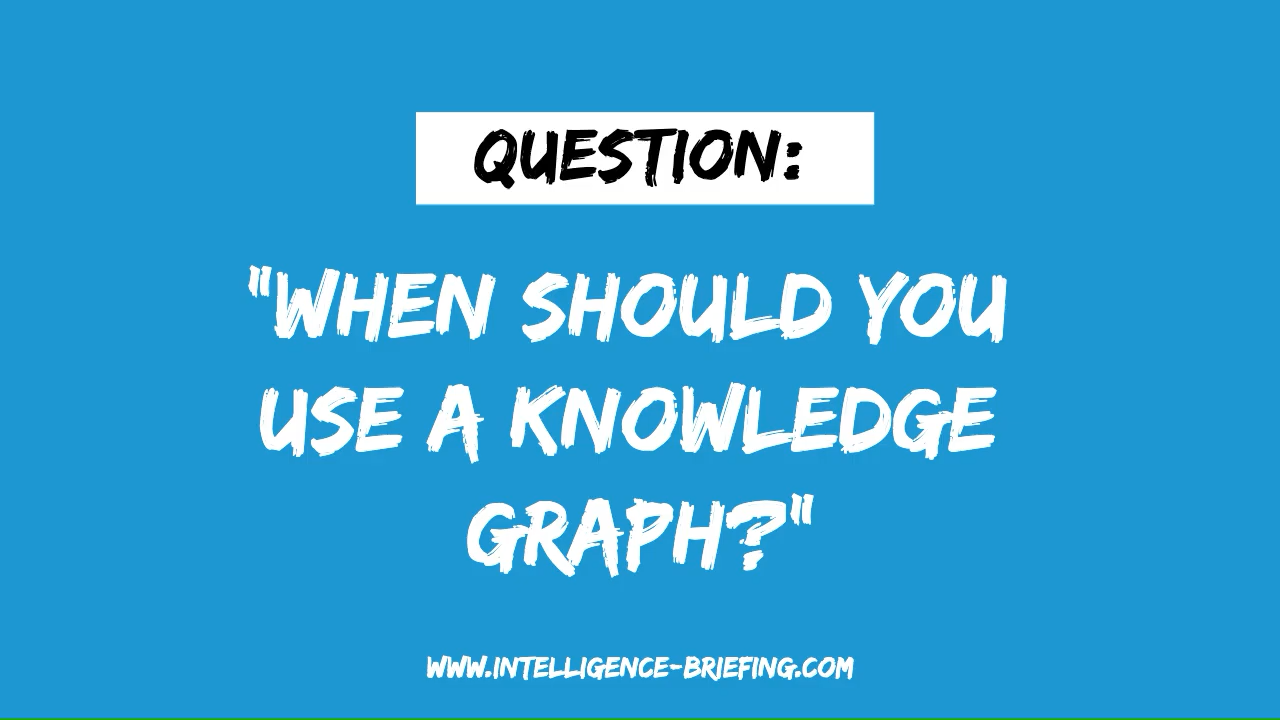 QUESTION:
"WHEN SHOULD YOU
USE A KNOWLEDGE
GRAPH?"
WWW.INTELLIGENCE-BRIEFING.COM